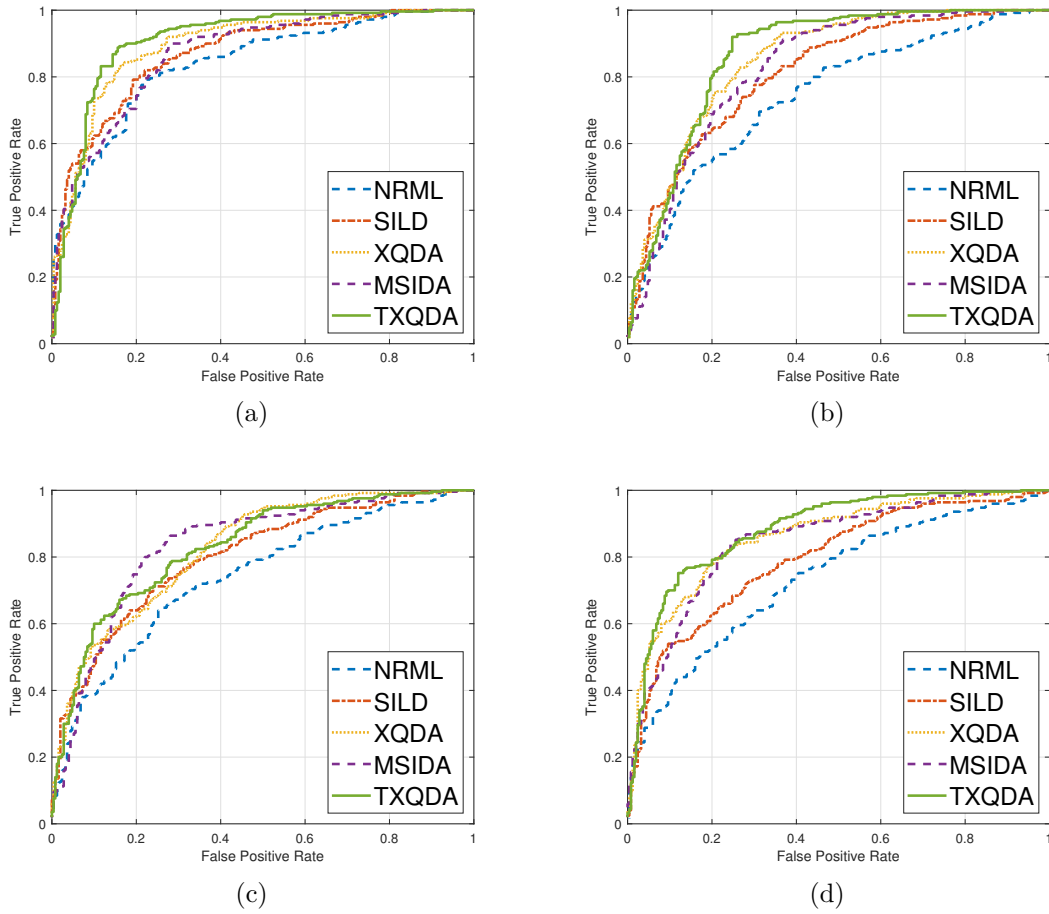 1
0.8
0.6
0.4
0.2
0
True Positive Rate
NRML
SILD
XQDA
MSIDA
TXQDA
0 0.2 0.4 0.6 0.8 1
False Positive Rate
(a)
1
0.8
0.6
0.4
0.2
0
True Positive Rate
NRML
SILD
XQDA
MSIDA
TXQDA
0 0.2 0.4 0.6 0.8 1
False Positive Rate
(b)
1
0.8
0.6
0.4
0.2
0
True Positive Rate
NRML
SILD
XQDA
MSIDA
TXQDA
0 0.2 0.4 0.6 0.8 1
False Positive Rate
(c)
1
0.8
0.6
0.4
0.2
0
True Positive Rate
NRML
SILD
XQDA
MSIDA
TXQDA
0 0.2 0.4 0.6 0.8 1
False Positive Rate
(d)